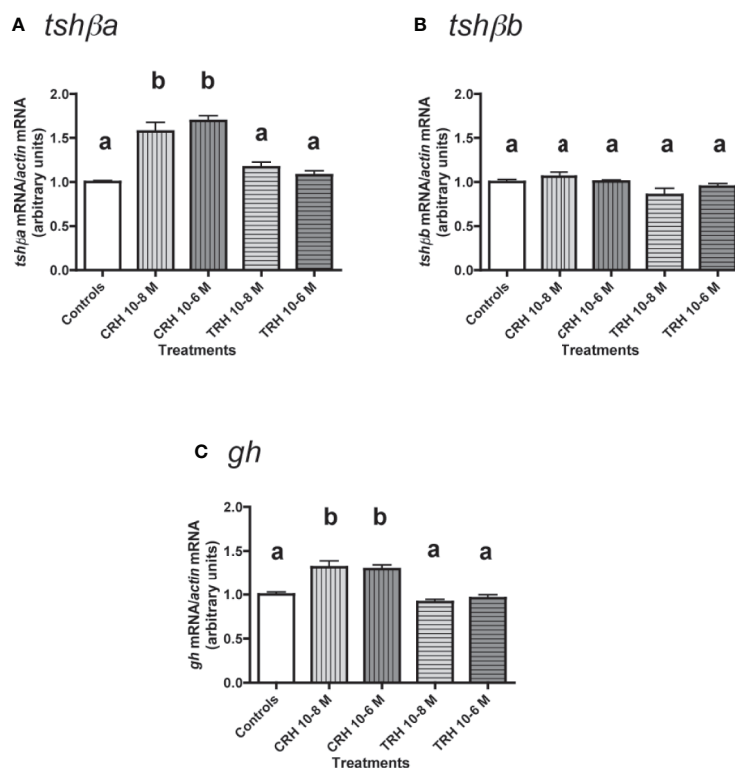 A tshβa
b b
a a a
tshβa mRNA/actin mRNA
(arbitrary units)
2.0
1.5
1.0
0.5
0.0
Controls
CRH 10-8 M
CRH 10-6 M
TRH 10-8 M
TRH 10-6 M
Treatments
B tshβb
a a a a a
tshβb mRNA/actin mRNA
(arbitrary units)
2.0
1.5
1.0
0.5
0.0
Controls
CRH 10-8 M
CRH 10-6 M
TRH 10-8 M
TRH 10-6 M
Treatments
C gh
b b
a a a
gh mRNA/actin mRNA
(arbitrary units)
2.0
1.5
1.0
0.5
0.0
Controls
CRH 10-8 M
CRH 10-6 M
TRH 10-8 M
TRH 10-6 M
Treatments